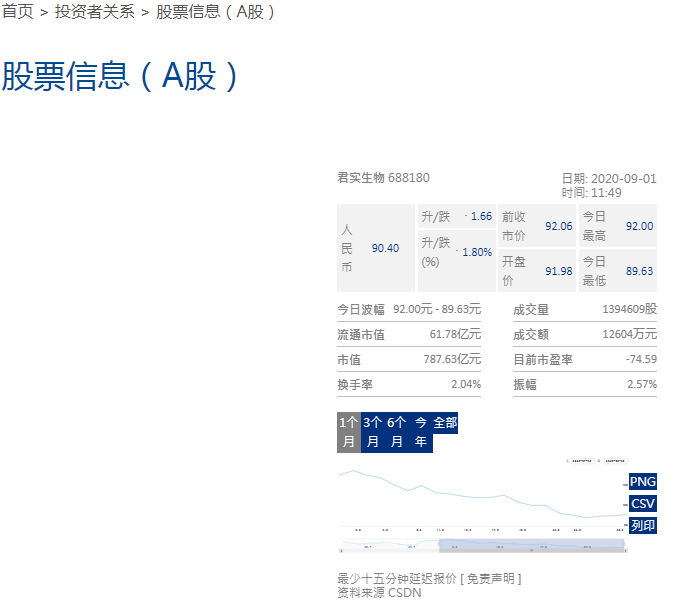 首页 > 投资者关系 > 股票信息（A股）
股票信息（A股）
君实生物 688180
日期: 2020-09-01
时间: 11:49
人民币 90.40
升/跌 - 1.66
升/跌(%) - 1.80%
前收市价 92.06
开盘价 91.98
今日最高 92.00
今日最低 89.63
今日波幅 92.00元 - 89.63元
成交量 1394609股
流通市值 61.78亿元
成交额 12604万元
市值 787.63亿元
目前市盈率 -74.59
换手率 2.04%
振幅 2.57%
1个月 3个月 6个月 今年 全部
PNG
CSV
列印
最少十五分钟延迟报价 [ 免责声明 ]
资料来源 CSDN